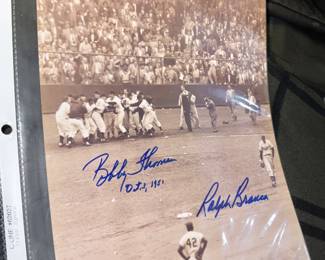 Bobby Thomson
Oct 3, 1951
Ralph Branca
42